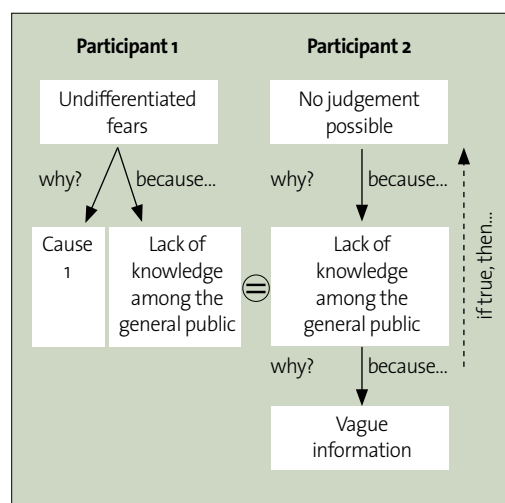 Participant 1
Participant 2
Undifferentiated
fears
No judgement
possible
why?
because...
why?
because...
Cause
1
Lack of
knowledge
among the
general public
=
Lack of
knowledge
among the
general public
if true, then...
why?
because...
Vague
information